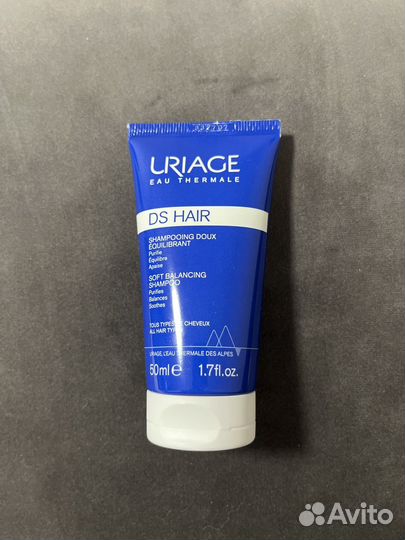 URIAGE
EAU THERMALE
DS HAIR
SHAMPOOING DOUX
ÉQUILIBRANT
Purifie
Équilibre
Apaise
SOFT BALANCING
SHAMPOO
Purifies
Balances
Soothes
TOUS TYPES DE CHEVEUX
ALL HAIR TYPES
URIAGE, L'EAU THERMALE DES ALPES
50ml e 1.7fl.oz.
Avito